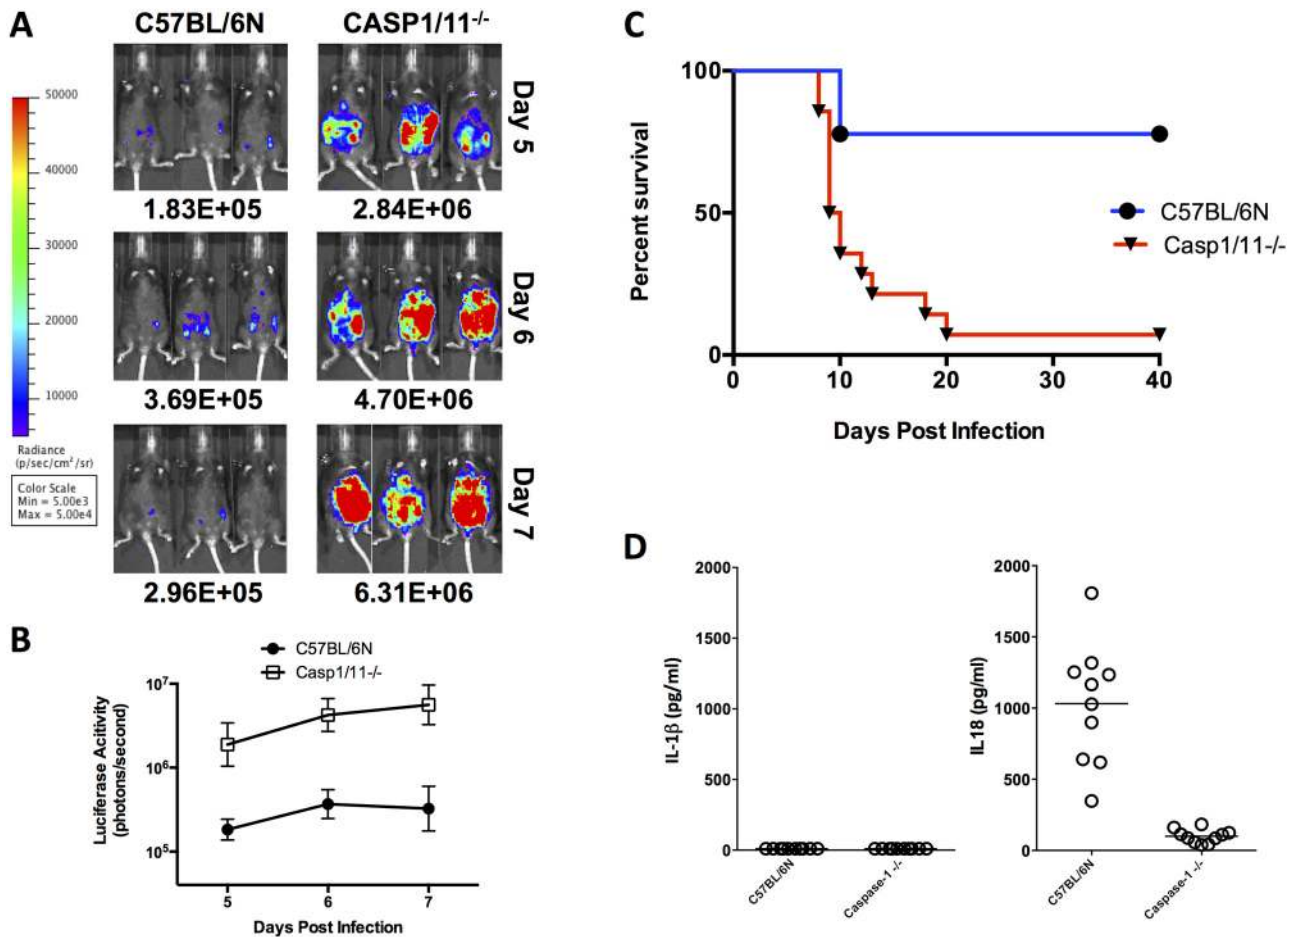 A
C57BL/6N
CASP1/11-/-
50000
40000
30000
20000
10000
Radiance
(p/sec/cm²/sr)
Color Scale
Min = 5.00e3
Max = 5.00e4
Day 5
1.83E+05
2.84E+06
Day 6
3.69E+05
4.70E+06
Day 7
2.96E+05
6.31E+06
B
C57BL/6N
Casp1/11-/-
Luciferase Acitivity
(photons/second)
10⁷
10⁶
10⁵
5 6 7
Days Post Infection
C
Percent survival
100
50
0
0 10 20 30 40
Days Post Infection
C57BL/6N
Casp1/11-/-
D
IL-1β (pg/ml)
2000
1500
1000
500
0
C57BL/6N
Caspase-1 -/-
IL18 (pg/ml)
2000
1500
1000
500
0
C57BL/6N
Caspase-1 -/-